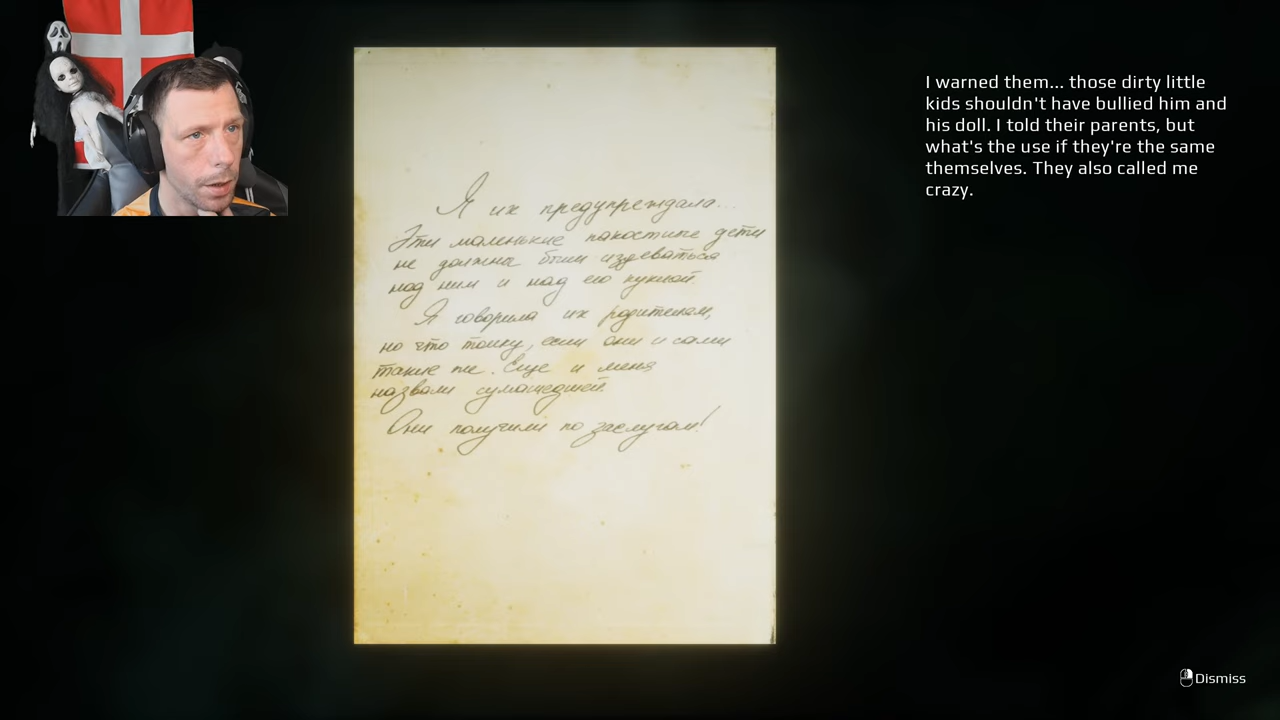 Я их предупреждала...
Эти маленькие пакостные дети
не должны были издеваться
над ним и над его куклой.
Я говорила их родителям,
но что толку, если они и сами
такие же. Еще и меня
назвали сумашедшей.
Они получили по заслугам!
I warned them... those dirty little
kids shouldn't have bullied him and
his doll. I told their parents, but
what's the use if they're the same
themselves. They also called me
crazy.
Dismiss